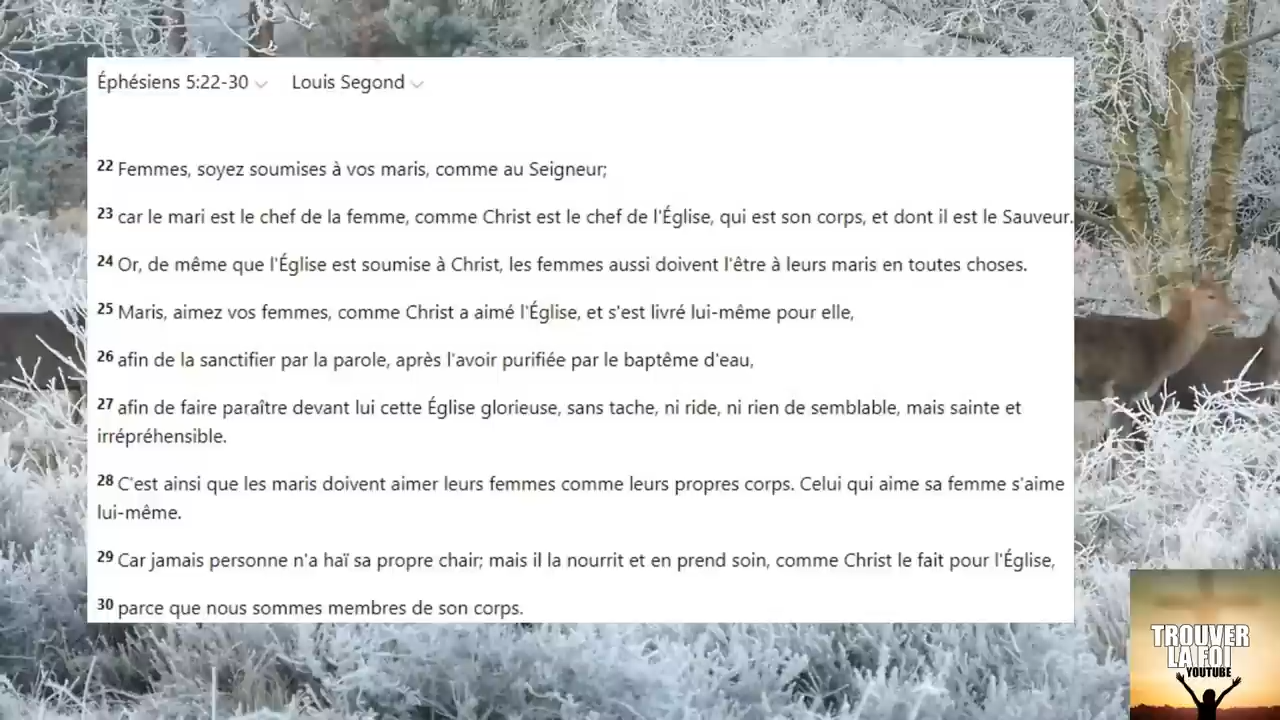 Éphésiens 5:22-30 Louis Segond
22 Femmes, soyez soumises à vos maris, comme au Seigneur;
23 car le mari est le chef de la femme, comme Christ est le chef de l'Église, qui est son corps, et dont il est le Sauveur.
24 Or, de même que l'Église est soumise à Christ, les femmes aussi doivent l'être à leurs maris en toutes choses.
25 Maris, aimez vos femmes, comme Christ a aimé l'Église, et s'est livré lui-même pour elle,
26 afin de la sanctifier par la parole, après l'avoir purifiée par le baptême d'eau,
27 afin de faire paraître devant lui cette Église glorieuse, sans tache, ni ride, ni rien de semblable, mais sainte et
irrépréhensible.
28 C'est ainsi que les maris doivent aimer leurs femmes comme leurs propres corps. Celui qui aime sa femme s'aime
lui-même.
29 Car jamais personne n'a haï sa propre chair; mais il la nourrit et en prend soin, comme Christ le fait pour l'Église,
30 parce que nous sommes membres de son corps.
TROUVER
LA FOI
YOUTUBE